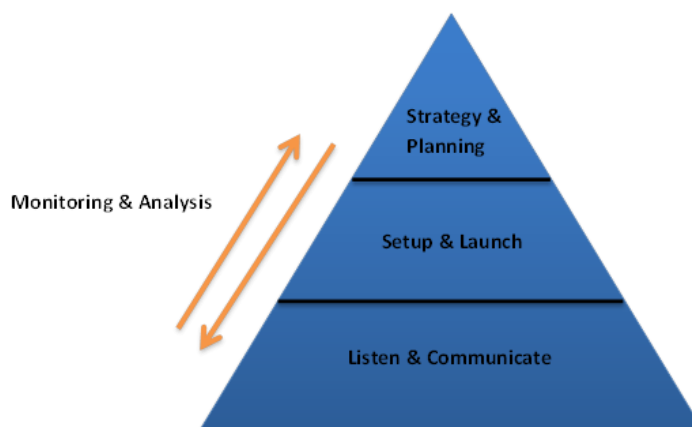 Strategy &
Planning
Monitoring & Analysis
Setup & Launch
Listen & Communicate